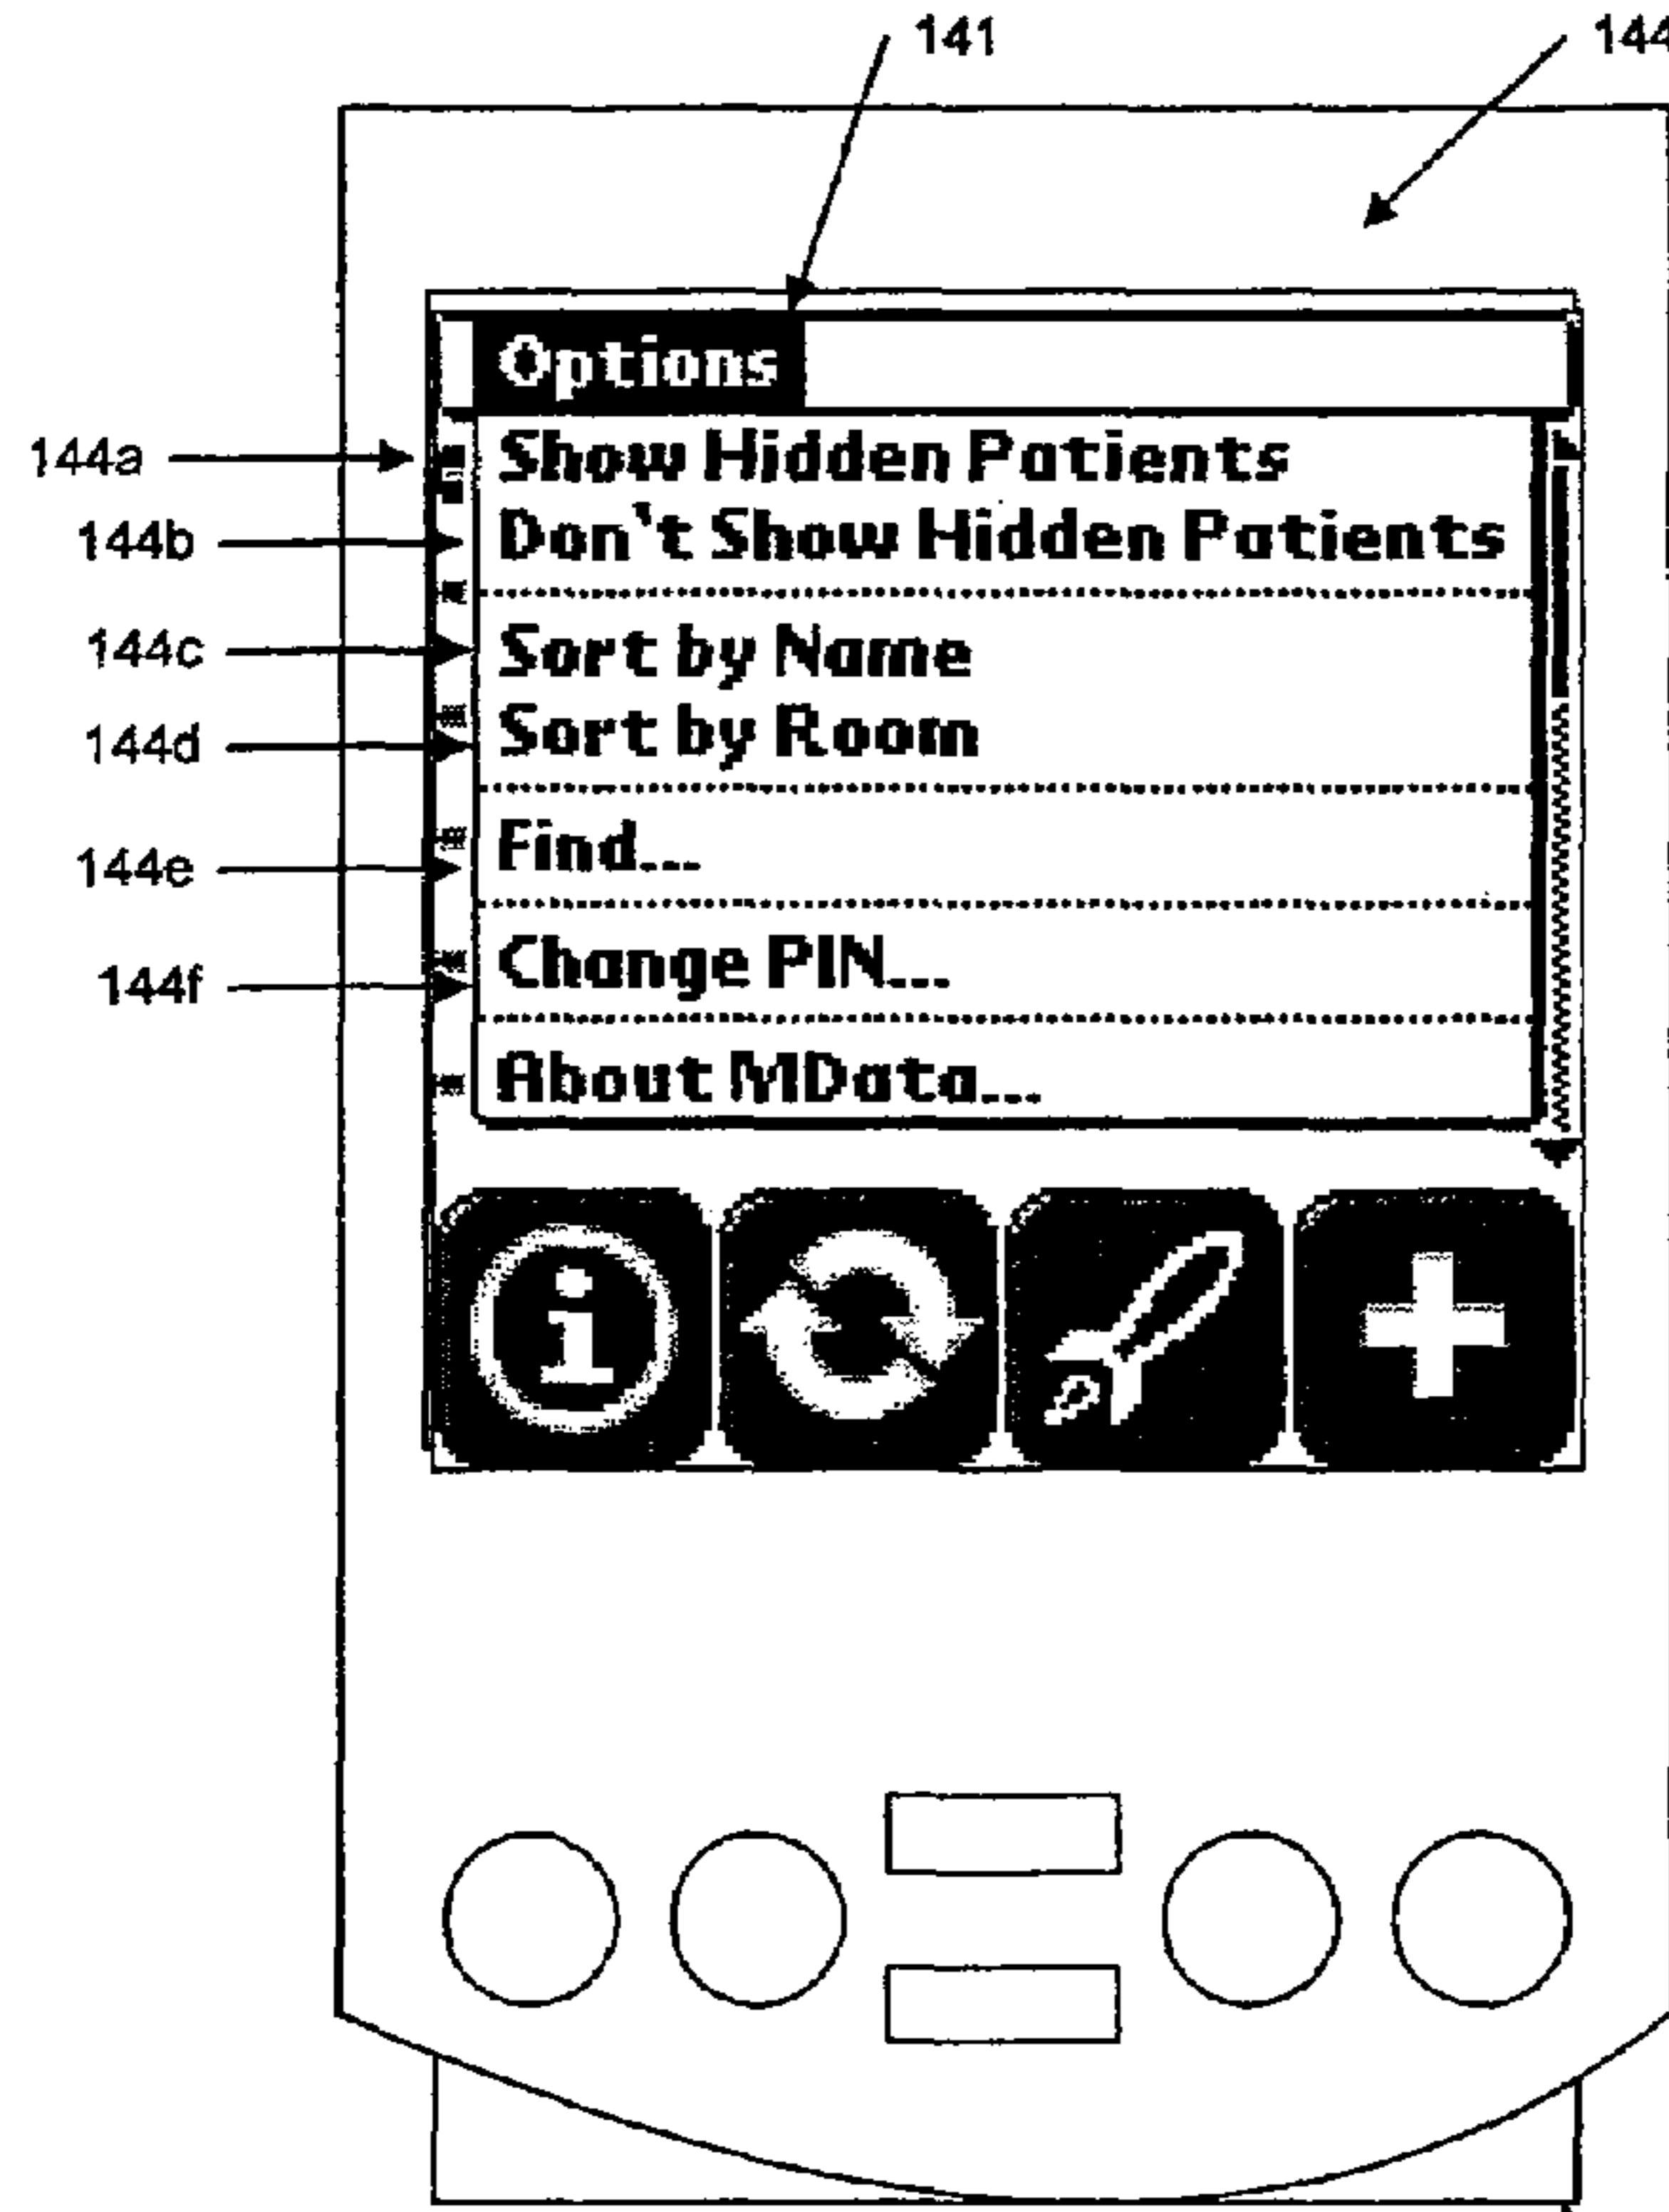 141
144
Options
144a Show Hidden Patients
144b Don't Show Hidden Patients
144c Sort by Name
144d Sort by Room
144e Find...
144f Change PIN...
About MData...
i